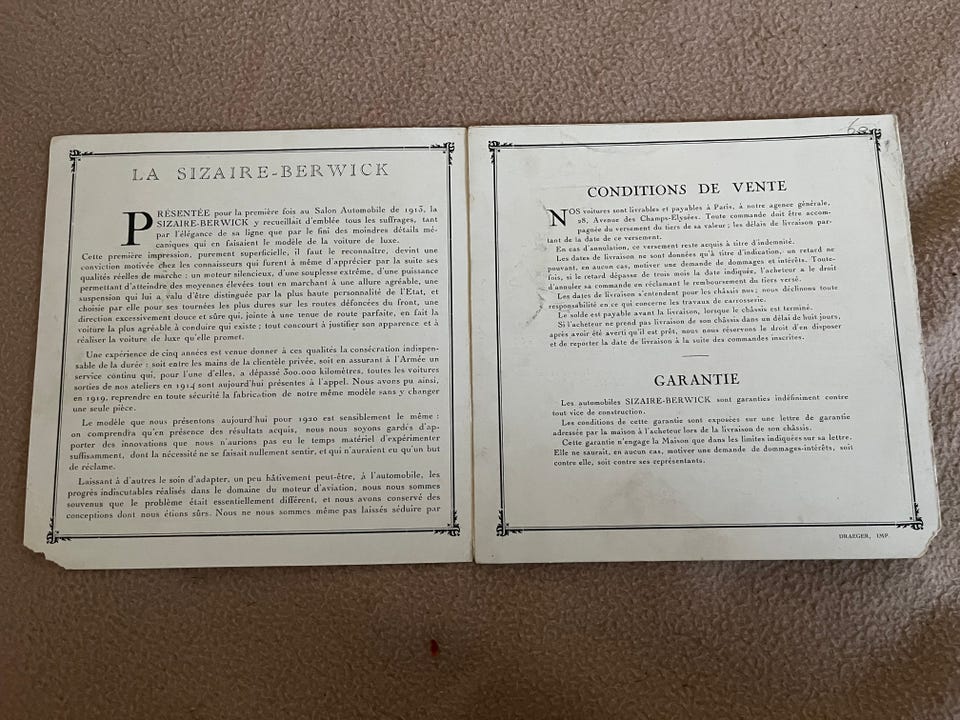 LA SIZAIRE-BERWICK
PRÉSENTÉE pour la première fois au Salon Automobile de 1913, la
SIZAIRE-BERWICK y recueillait d'emblée tous les suffrages, tant
par l'élégance de sa ligne que par le fini des moindres détails mé-
caniques qui en faisaient le modèle de la voiture de luxe.
Cette première impression, purement superficielle, il faut le reconnaître, devint une
conviction motivée chez les connaisseurs qui furent à même d'apprécier par la suite ses
qualités réelles de marche ; un moteur silencieux, d'une souplesse extrême, d'une puissance
permettant d'atteindre des moyennes élevées tout en marchant à une allure agréable, une
suspension qui lui a valu d'être distinguée par la plus haute personnalité de l'Etat, et
choisie par elle pour ses tournées les plus dures sur les routes défoncées du front, une
direction excessivement douce et sûre qui, jointe à une tenue de route parfaite, en fait la
voiture la plus agréable à conduire qui existe ; tout concourt à justifier son apparence et à
réaliser la voiture de luxe qu'elle promet.
Une expérience de cinq années est venue donner à ces qualités la consécration indispen-
sable de la durée : soit entre les mains de la clientèle privée, soit en assurant à l'Armée un
service continu qui, pour l'une d'elles, a dépassé 300.000 kilomètres, toutes les voitures
sorties de nos ateliers en 1914 sont aujourd'hui présentes à l'appel. Nous avons pu ainsi,
en 1919, reprendre en toute sécurité la fabrication de notre même modèle sans y changer
une seule pièce.
Le modèle que nous présentons aujourd'hui pour 1920 est sensiblement le même :
on comprendra qu'en présence des résultats acquis, nous nous soyons gardés d'ap-
porter des innovations que nous n'aurions pas eu le temps matériel d'expérimenter
suffisamment, dont la nécessité ne se faisait nullement sentir, et qui n'auraient eu qu'un but
de réclame.
Laissant à d'autres le soin d'adapter, un peu hâtivement peut-être, à l'automobile, les
progrès indiscutables réalisés dans le domaine du moteur d'aviation, nous nous sommes
souvenus que le problème était essentiellement différent, et nous avons conservé des
conceptions dont nous étions sûrs. Nous ne nous sommes même pas laissés séduire par
CONDITIONS DE VENTE
NOS voitures sont livrables et payables à Paris, à notre agence générale,
28, Avenue des Champs-Elysées. Toute commande doit être accom-
pagnée du versement du tiers de sa valeur ; les délais de livraison par-
tant de la date de ce versement.
En cas d'annulation, ce versement reste acquis à titre d'indemnité.
Les dates de livraison ne sont données qu'à titre d'indication, un retard ne
pouvant, en aucun cas, motiver une demande de dommages et intérêts. Toute-
fois, si le retard dépasse de trois mois la date indiquée, l'acheteur a le droit
d'annuler sa commande en réclamant le remboursement du tiers versé.
Les dates de livraison s'entendent pour les châssis nus ; nous déclinons toute
responsabilité en ce qui concerne les travaux de carrosserie.
Le solde est payable avant la livraison, lorsque le châssis est terminé.
Si l'acheteur ne prend pas livraison de son châssis dans un délai de huit jours,
après avoir été averti qu'il est prêt, nous nous réservons le droit d'en disposer
et de reporter la date de livraison à la suite des commandes inscrites.
GARANTIE
Les automobiles SIZAIRE-BERWICK sont garanties indéfiniment contre
tout vice de construction.
Les conditions de cette garantie sont exposées sur une lettre de garantie
adressée par la maison à l'acheteur lors de la livraison de son châssis.
Cette garantie n'engage la Maison que dans les limites indiquées sur sa lettre.
Elle ne saurait, en aucun cas, motiver une demande de dommages-intérêts, soit
contre elle, soit contre ses représentants.
DRAEGER, IMP.